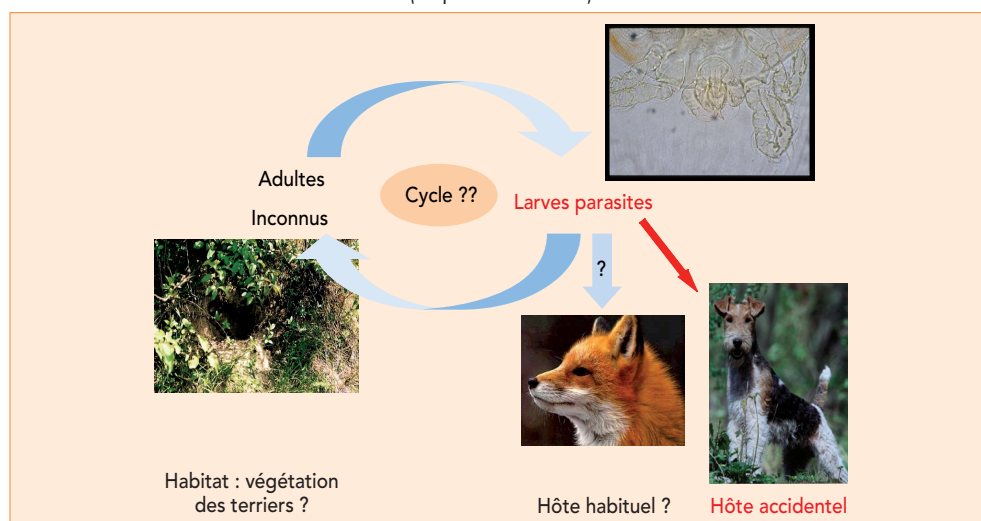 Adultes
Inconnus
Cycle ??
Larves parasites
?
Habitat : végétation
des terriers ?
Hôte habituel ?
Hôte accidentel